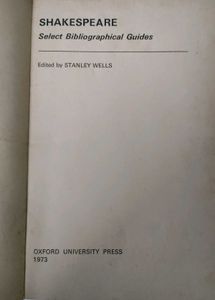 SHAKESPEARE
Select Bibliographical Guides
Edited by STANLEY WELLS
OXFORD UNIVERSITY PRESS
1973